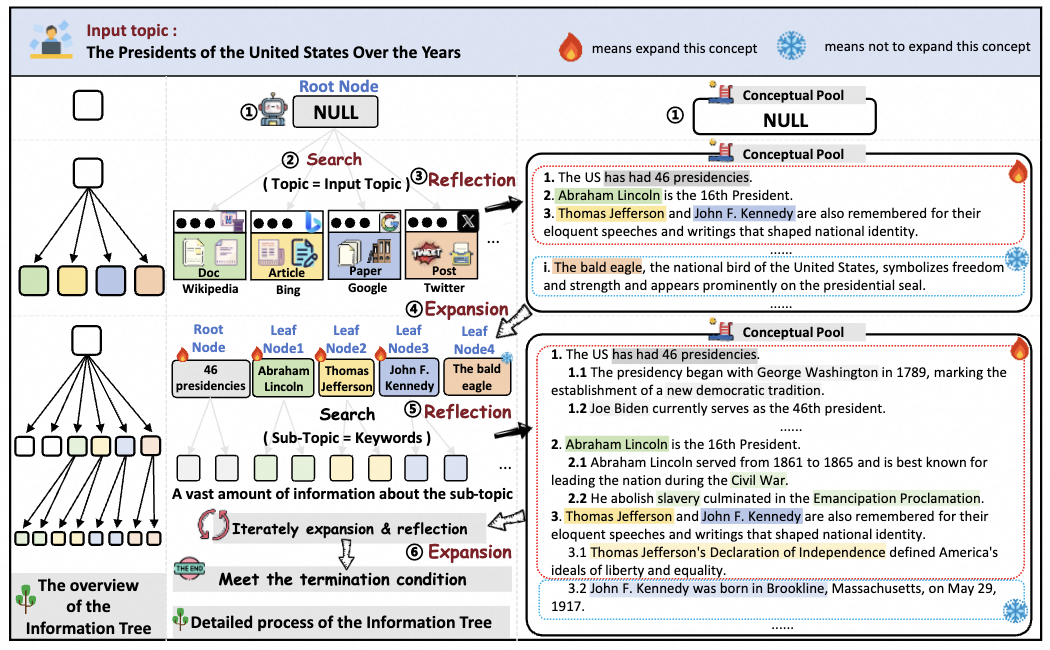 Input topic :
The Presidents of the United States Over the Years
means expand this concept
means not to expand this concept
Root Node
①
NULL
② Search
( Topic = Input Topic )
③Reflection
Doc
Wikipedia
Article
Bing
Paper
Google
X
TWEET
Post
Twitter
...
④Expansion
Root
Node
Leaf
Node1
Leaf
Node2
Leaf
Node3
Leaf
Node4
46
presidencies
Abraham
Lincoln
Thomas
Jefferson
John F.
Kennedy
The bald
eagle
Search
⑤ Reflection
( Sub-Topic = Keywords )
...
A vast amount of information about the sub-topic
Iterately expansion & reflection
⑥ Expansion
THE END
Meet the termination condition
The overview
of the
Information Tree
Detailed process of the Information Tree
①
Conceptual Pool
NULL
Conceptual Pool
1. The US has had 46 presidencies.
2. Abraham Lincoln is the 16th President.
3. Thomas Jefferson and John F. Kennedy are also remembered for their
eloquent speeches and writings that shaped national identity.
......
i. The bald eagle, the national bird of the United States, symbolizes freedom
and strength and appears prominently on the presidential seal.
......
Conceptual Pool
1. The US has had 46 presidencies.
1.1 The presidency began with George Washington in 1789, marking the
establishment of a new democratic tradition.
1.2 Joe Biden currently serves as the 46th president.
......
2. Abraham Lincoln is the 16th President.
2.1 Abraham Lincoln served from 1861 to 1865 and is best known for
leading the nation during the Civil War.
2.2 He abolish slavery culminated in the Emancipation Proclamation.
3. Thomas Jefferson and John F. Kennedy are also remembered for their
eloquent speeches and writings that shaped national identity.
3.1 Thomas Jefferson's Declaration of Independence defined America's
ideals of liberty and equality.
3.2 John F. Kennedy was born in Brookline, Massachusetts, on May 29,
1917.
......